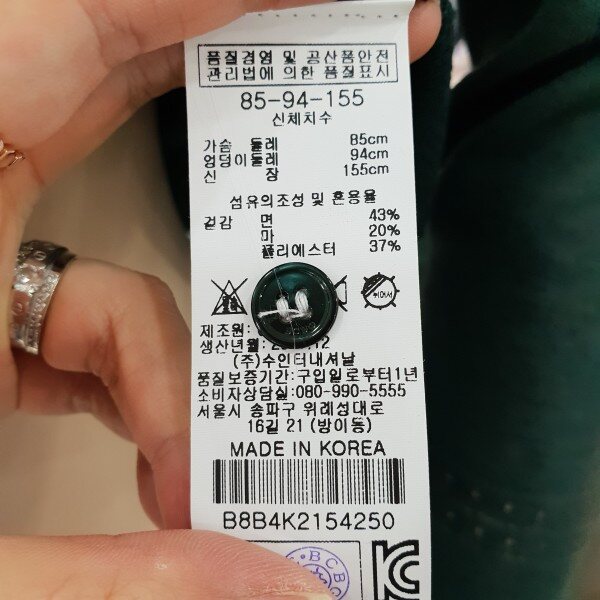 품질경영 및 공산품안전
관리법에 의한 품질표시
85-94-155
신체치수
가슴 둘레 85cm
엉덩이둘레 94cm
신 장 155cm
섬유의조성 및 혼용율
겉감 면 43%
마 20%
폴리에스터 37%
제조원:
생산년월: 12
(주)수인터내셔날
품질보증기간:구입일로부터1년
소비자상담실:080-990-5555
서울시 송파구 위례성대로
16길 21 (방이동)
MADE IN KOREA
B8B4K2154250
BCB